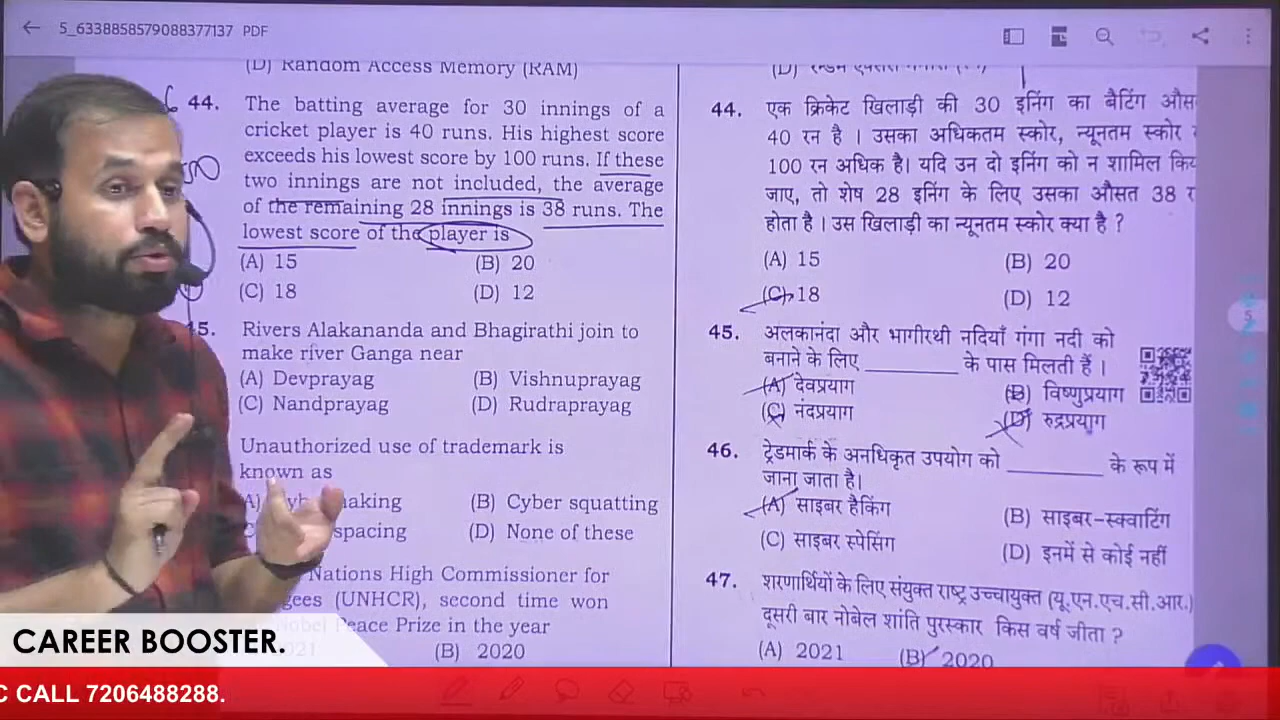 5_6338858579088377137 PDF
(D) Random Access Memory (RAM)
44. The batting average for 30 innings of a
cricket player is 40 runs. His highest score
exceeds his lowest score by 100 runs. If these
two innings are not included, the average
of the remaining 28 innings is 38 runs. The
lowest score of the player is
(A) 15 (B) 20
(C) 18 (D) 12
45. Rivers Alakananda and Bhagirathi join to
make river Ganga near
(A) Devprayag (B) Vishnuprayag
(C) Nandprayag (D) Rudraprayag
Unauthorized use of trademark is
known as
(B) Cyber squatting
spacing (D) None of these
Nations High Commissioner for
(UNHCR), second time won
Peace Prize in the year
(B) 2020
44. एक क्रिकेट खिलाड़ी की 30 इनिंग का बैटिंग
40 रन है । उसका अधिकतम स्कोर, न्यूनतम स्कोर
100 रन अधिक है। यदि उन दो इनिंग को न शामिल
जाए, तो शेष 28 इनिंग के लिए उसका औसत 38
होता है । उस खिलाड़ी का न्यूनतम स्कोर क्या है ?
(A) 15 (B) 20
(C) 18 (D) 12
45. अलकानंदा और भागीरथी नदियाँ गंगा नदी को
बनाने के लिए ________ के पास मिलती हैं ।
(A) देवप्रयाग (B) विष्णुप्रयाग
(C) नंदप्रयाग (D) रुद्रप्रयाग
46. ट्रेडमार्क के अनधिकृत उपयोग को ________ के रूप में
जाना जाता है।
(A) साइबर हैकिंग (B) साइबर-स्क्वाटिंग
(C) साइबर स्पेसिंग (D) इनमें से कोई नहीं
47. शरणार्थियों के लिए संयुक्त राष्ट्र उच्चायुक्त (यू.एन.एच.सी.आर.)
दूसरी बार नोबेल शांति पुरस्कार किस वर्ष जीता ?
(A) 2021 (B) 2020
5
CAREER BOOSTER.
C CALL 7206488288.